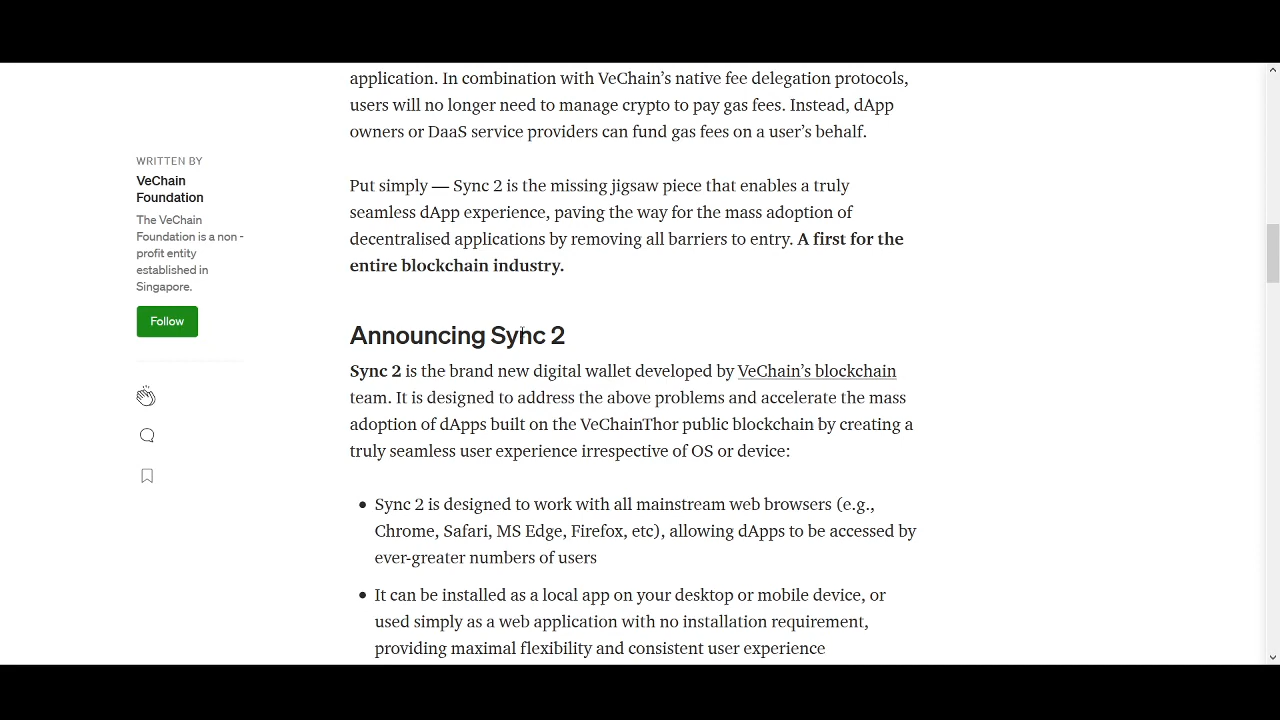 application. In combination with VeChain’s native fee delegation protocols,
users will no longer need to manage crypto to pay gas fees. Instead, dApp
owners or DaaS service providers can fund gas fees on a user’s behalf.
WRITTEN BY
VeChain
Foundation
The VeChain
Foundation is a non -
profit entity
established in
Singapore.
Follow
Put simply — Sync 2 is the missing jigsaw piece that enables a truly
seamless dApp experience, paving the way for the mass adoption of
decentralised applications by removing all barriers to entry. A first for the
entire blockchain industry.
Announcing Sync 2
Sync 2 is the brand new digital wallet developed by VeChain’s blockchain
team. It is designed to address the above problems and accelerate the mass
adoption of dApps built on the VeChainThor public blockchain by creating a
truly seamless user experience irrespective of OS or device:
• Sync 2 is designed to work with all mainstream web browsers (e.g.,
Chrome, Safari, MS Edge, Firefox, etc), allowing dApps to be accessed by
ever-greater numbers of users
• It can be installed as a local app on your desktop or mobile device, or
used simply as a web application with no installation requirement,
providing maximal flexibility and consistent user experience